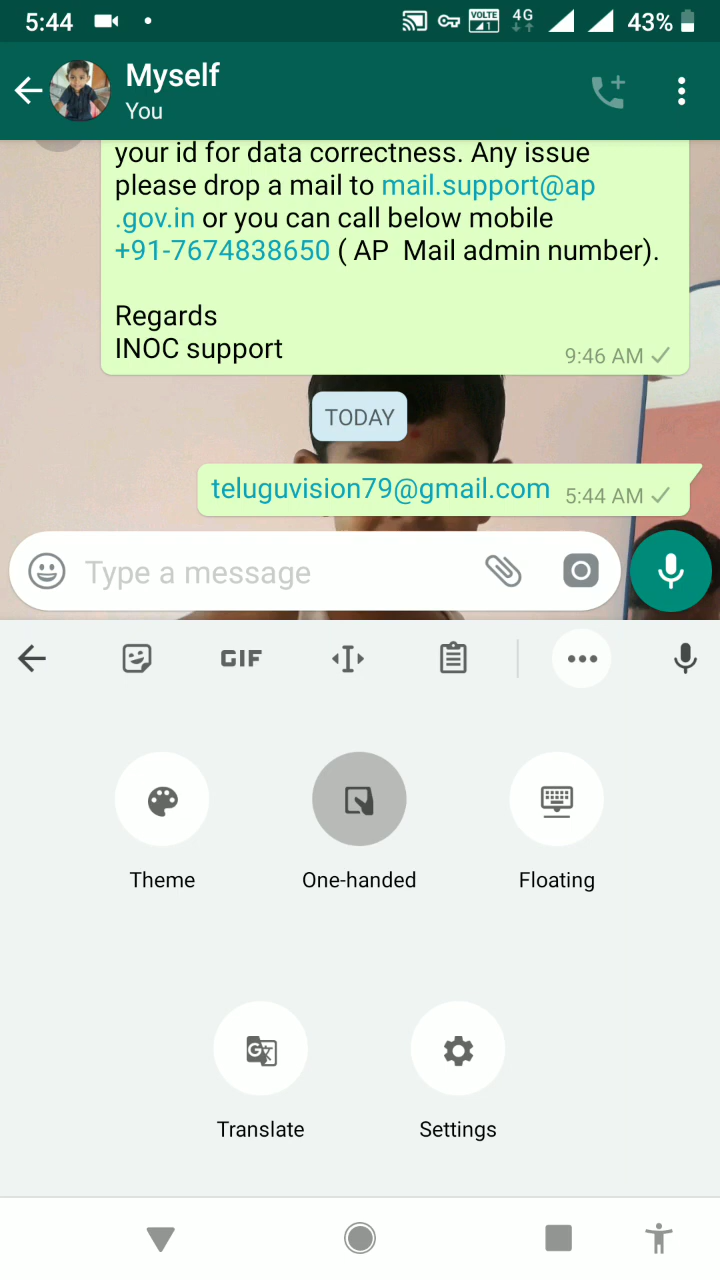 5:44
VOLTE 1
4G
43%
Myself
You
your id for data correctness. Any issue
please drop a mail to mail.support@ap
.gov.in or you can call below mobile
+91-7674838650 ( AP  Mail admin number).
Regards
INOC support
9:46 AM
TODAY
teluguvision79@gmail.com 5:44 AM
Type a message
GIF
Theme
One-handed
Floating
G
Translate
Settings